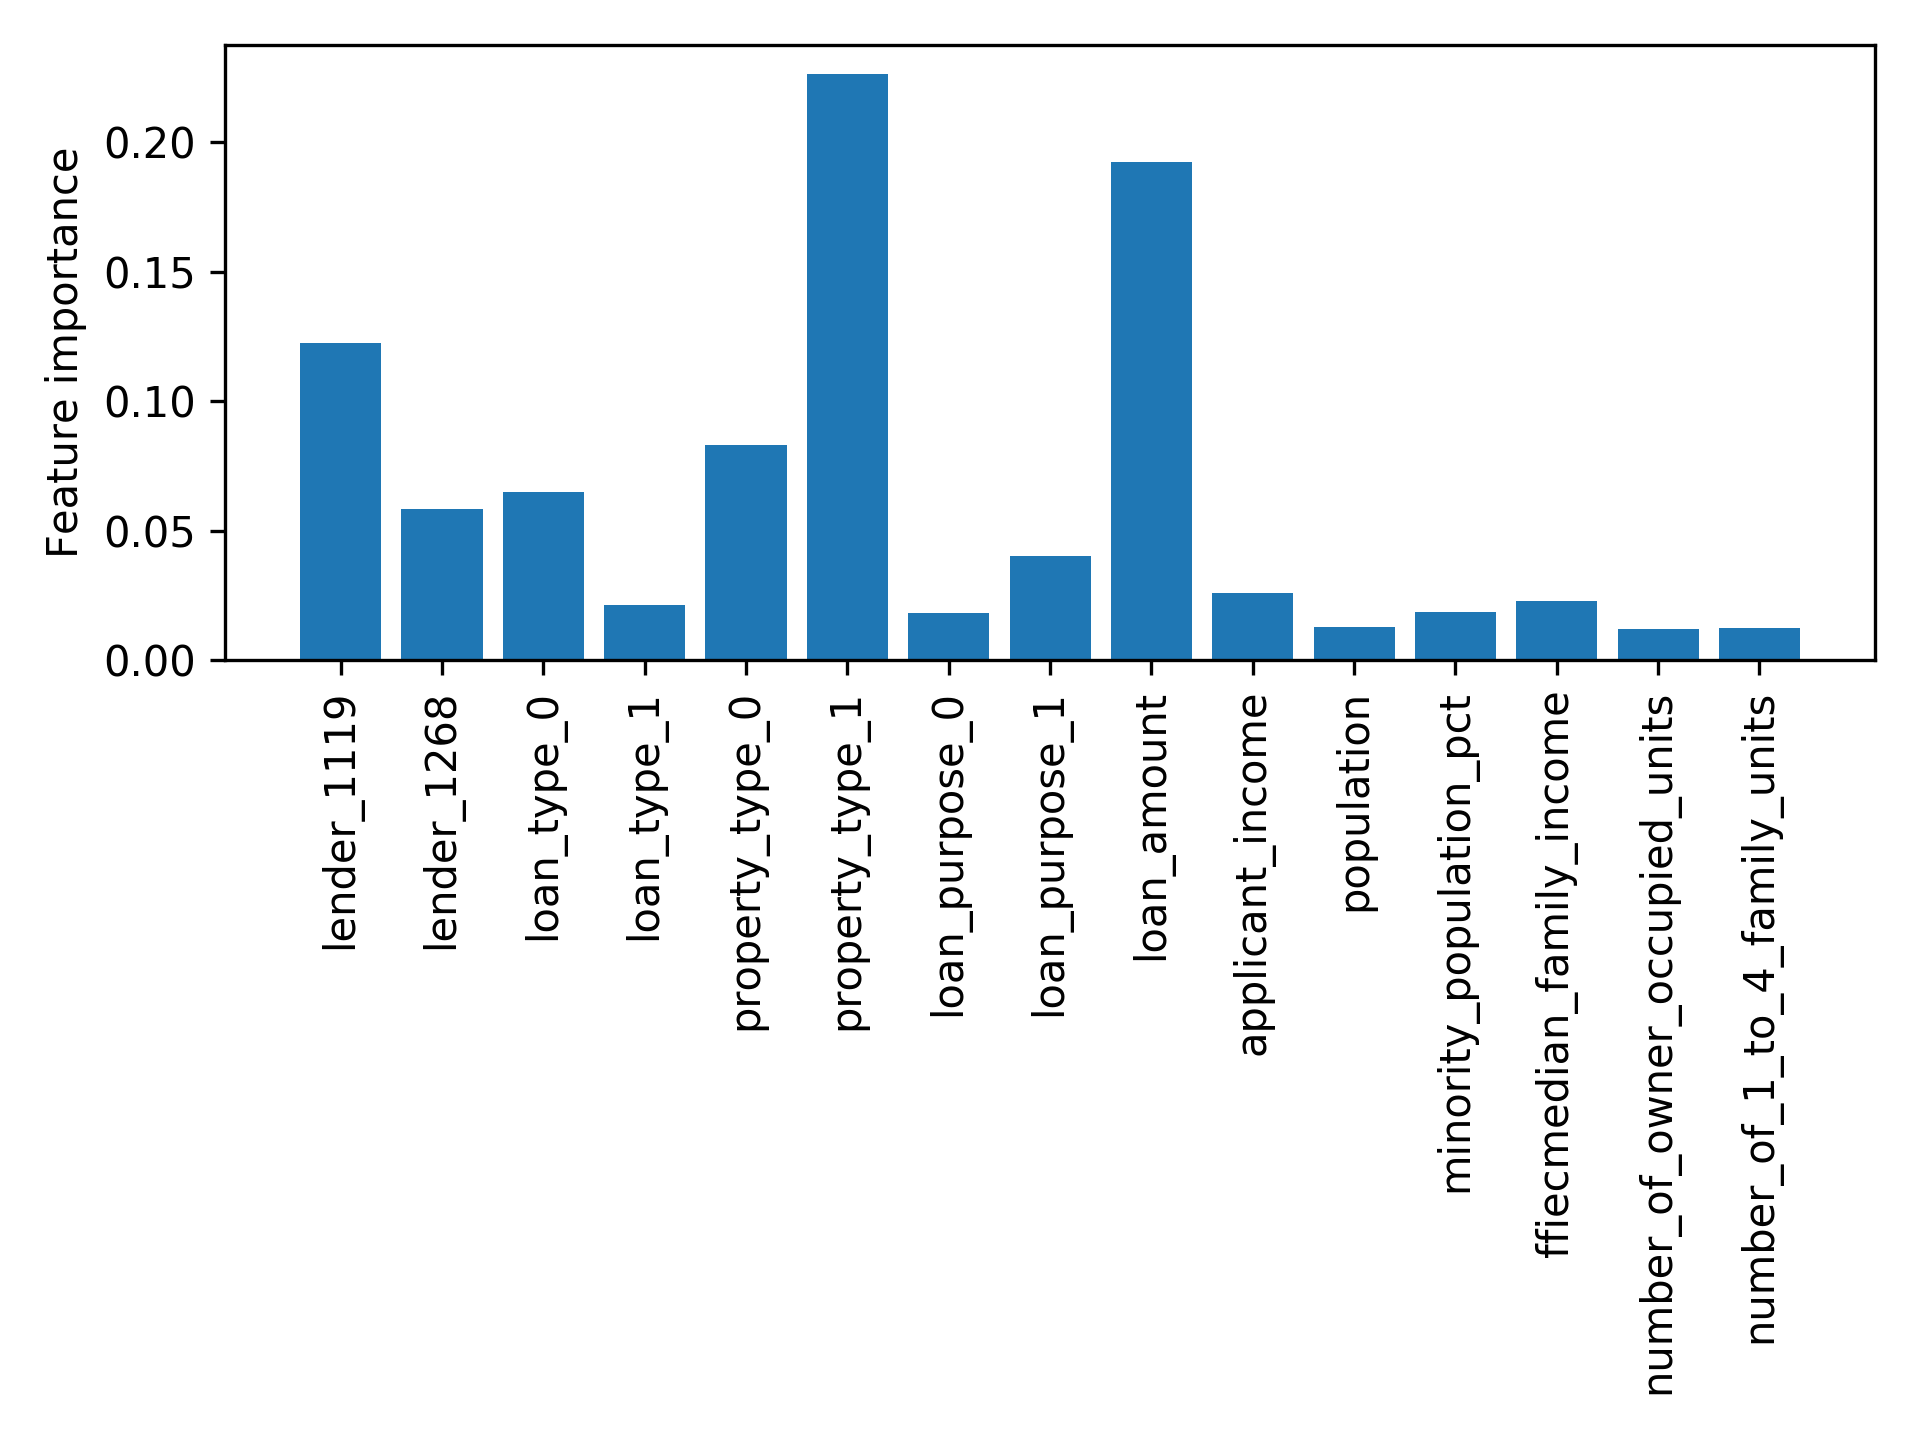 Feature importance
0.20
0.15
0.10
0.05
0.00
lender_1119
lender_1268
loan_type_0
loan_type_1
property_type_0
property_type_1
loan_purpose_0
loan_purpose_1
loan_amount
applicant_income
population
minority_population_pct
ffiecmedian_family_income
number_of_owner_occupied_units
number_of_1_to_4_family_units